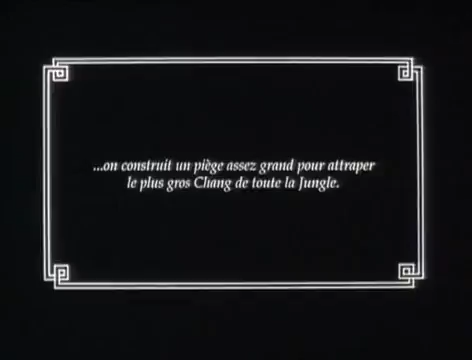 ...on construit un piège assez grand pour attraper
le plus gros Chang de toute la Jungle.